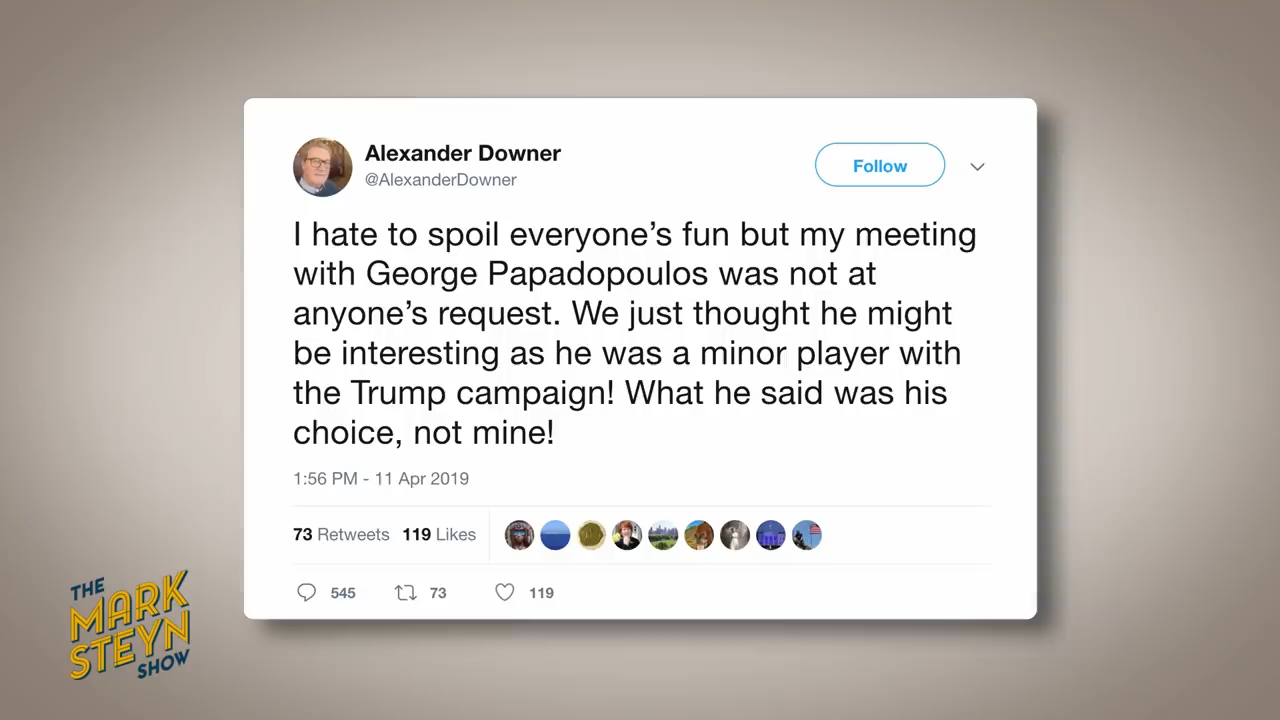 Alexander Downer
@AlexanderDowner
Follow
I hate to spoil everyone’s fun but my meeting
with George Papadopoulos was not at
anyone’s request. We just thought he might
be interesting as he was a minor player with
the Trump campaign! What he said was his
choice, not mine!
1:56 PM - 11 Apr 2019
73 Retweets 119 Likes
545 73 119
THE
MARK
STEYN
SHOW